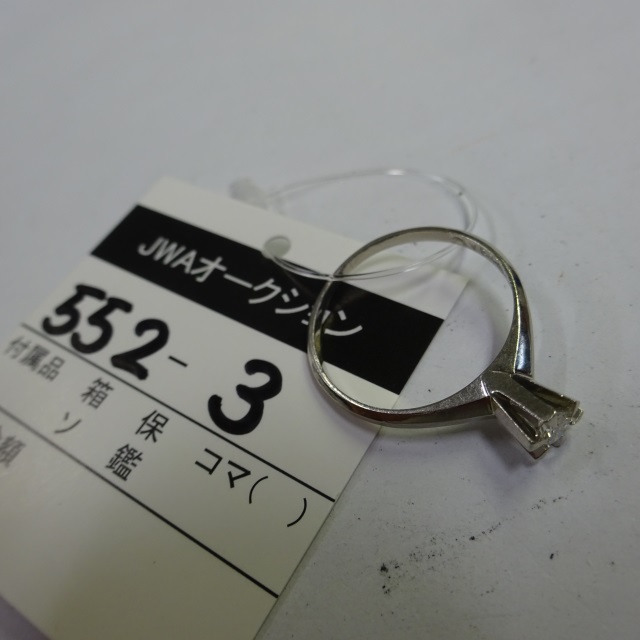 JWAオークション
552-3
付属品 箱 保 コマ( )
ソ 鑑
額